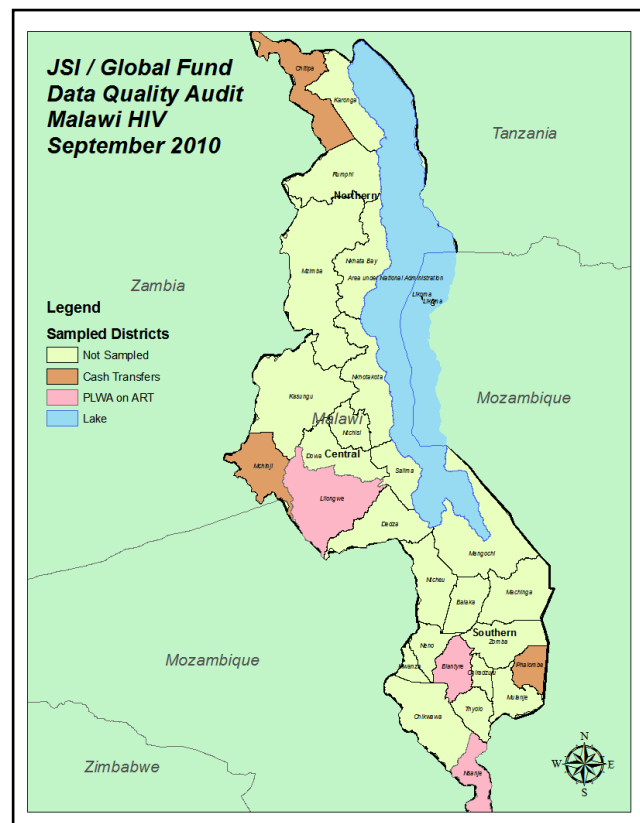 JSI / Global Fund
Data Quality Audit
Malawi HIV
September 2010
Chitipa
Karonga
Tanzania
Rumphi
Northern
Nkhata Bay
Mzimba
Area under National Administration
Zambia
Likoma
Likoma
Legend
Sampled Districts
Not Sampled
Cash Transfers
PLWA on ART
Lake
Nkhotakota
Kasungu
Mozambique
Malawi
Ntchisi
Dowa
Central
Mchinji
Salima
Lilongwe
Dedza
Mangochi
Ntcheu
Machinga
Balaka
Southern
Zomba
Mozambique
Neno
Blantyre
Phalombe
Mwanza
Chiradzulu
Mulanje
Thyolo
Chikwawa
N
W
E
S
Zimbabwe
Nsanje